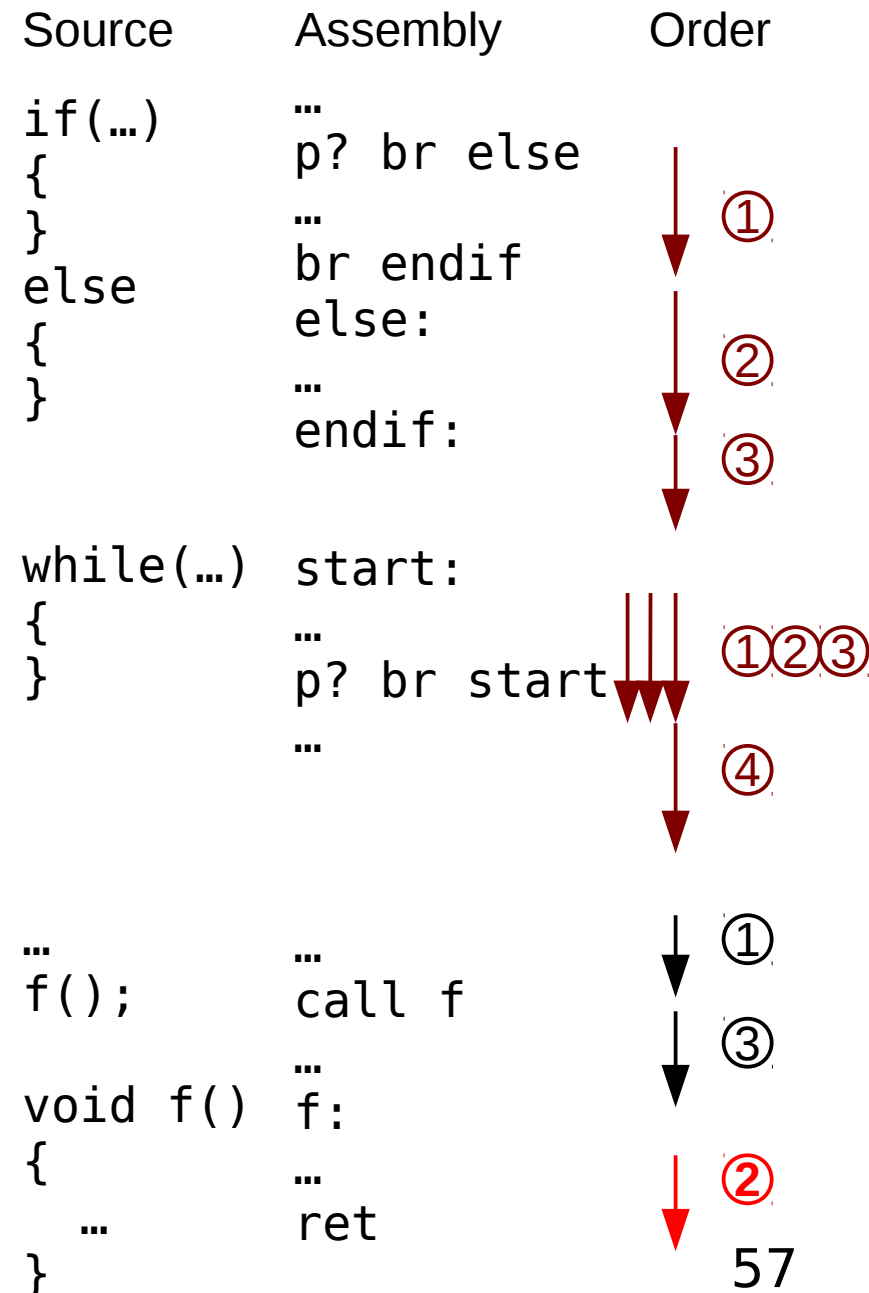 Source Assembly Order
if(…) …
{ p? br else
} … ①
else br endif
{ else: ②
} …
endif: ③
while(…) start:
{ … ①②③
} p? br start
… ④
… … ①
f(); call f
… ③
void f() f:
{ … ②
… ret
} 57